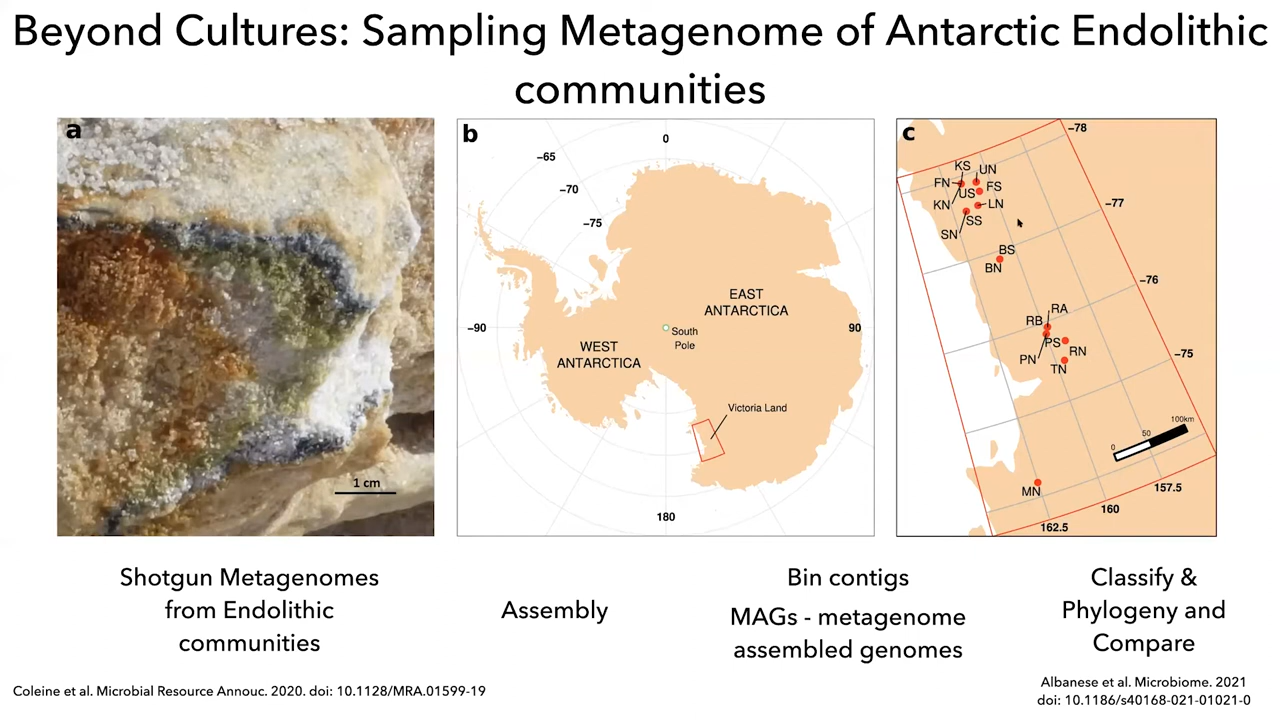 Beyond Cultures: Sampling Metagenome of Antarctic Endolithic
communities
a
1 cm
b
0
−65
−70
−75
−90
90
180
EAST
ANTARCTICA
South
Pole
WEST
ANTARCTICA
Victoria Land
c
−78
−77
−76
−75
KS
UN
FN
US
FS
KN
LN
SS
SN
BS
BN
RA
RB
PS
RN
PN
TN
MN
0
50
100km
157.5
160
162.5
Shotgun Metagenomes
from Endolithic
communities
Assembly
Bin contigs
MAGs - metagenome
assembled genomes
Classify &
Phylogeny and
Compare
Coleine et al. Microbial Resource Annouc. 2020. doi: 10.1128/MRA.01599-19
Albanese et al. Microbiome. 2021
doi: 10.1186/s40168-021-01021-0